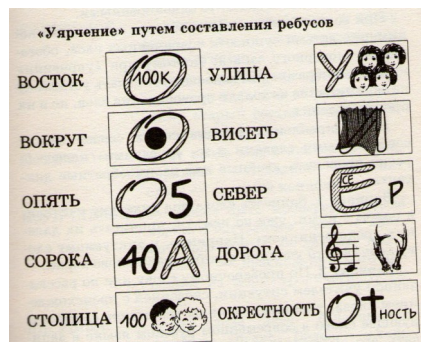 «Уярчение» путем составления ребусов
ВОСТОК 100К УЛИЦА У
ВОКРУГ ВИСЕТЬ
ОПЯТЬ О5 СЕВЕР Е СЕ Р
СОРОКА 40А ДОРОГА
СТОЛИЦА 100 ОКРЕСТНОСТЬ О†НОСТЬ